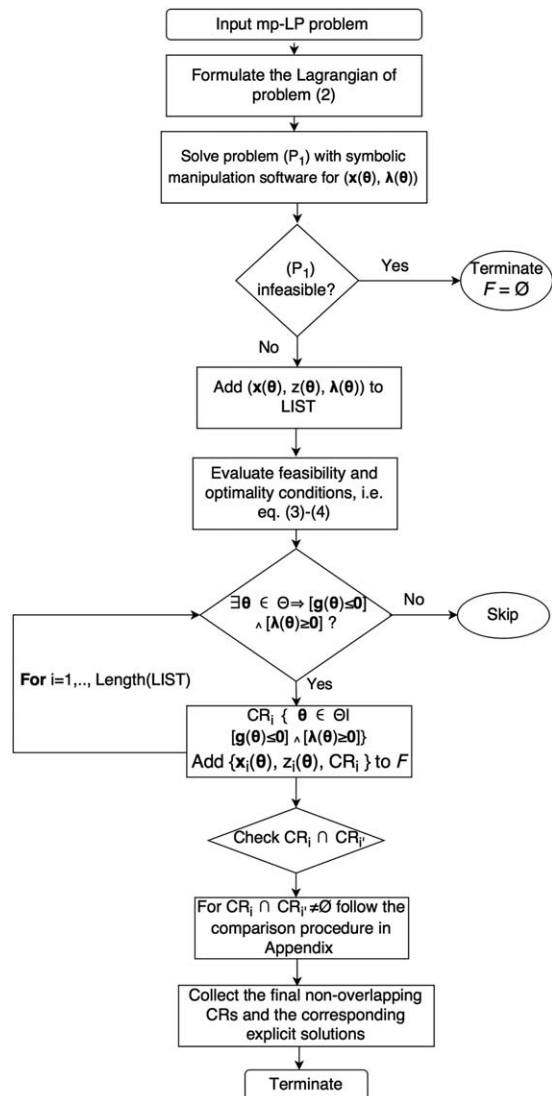 Input mp-LP problem
Formulate the Lagrangian of
problem (2)
Solve problem (P₁) with symbolic
manipulation software for (x(θ), λ(θ))
(P₁)
infeasible?
Yes
Terminate
F = Ø
No
Add (x(θ), z(θ), λ(θ)) to
LIST
Evaluate feasibility and
optimality conditions, i.e.
eq. (3)-(4)
∃θ ∈ Θ⇒ [g(θ)≤0]
∧ [λ(θ)≥0] ?
No
Skip
For i=1,.., Length(LIST)
Yes
CRᵢ { θ ∈ Θ|
[g(θ)≤0] ∧ [λ(θ)≥0]}
Add {xᵢ(θ), zᵢ(θ), CRᵢ } to F
Check CRᵢ ∩ CRᵢ'
For CRᵢ ∩ CRᵢ' ≠Ø follow the
comparison procedure in
Appendix
Collect the final non-overlapping
CRs and the corresponding
explicit solutions
Terminate